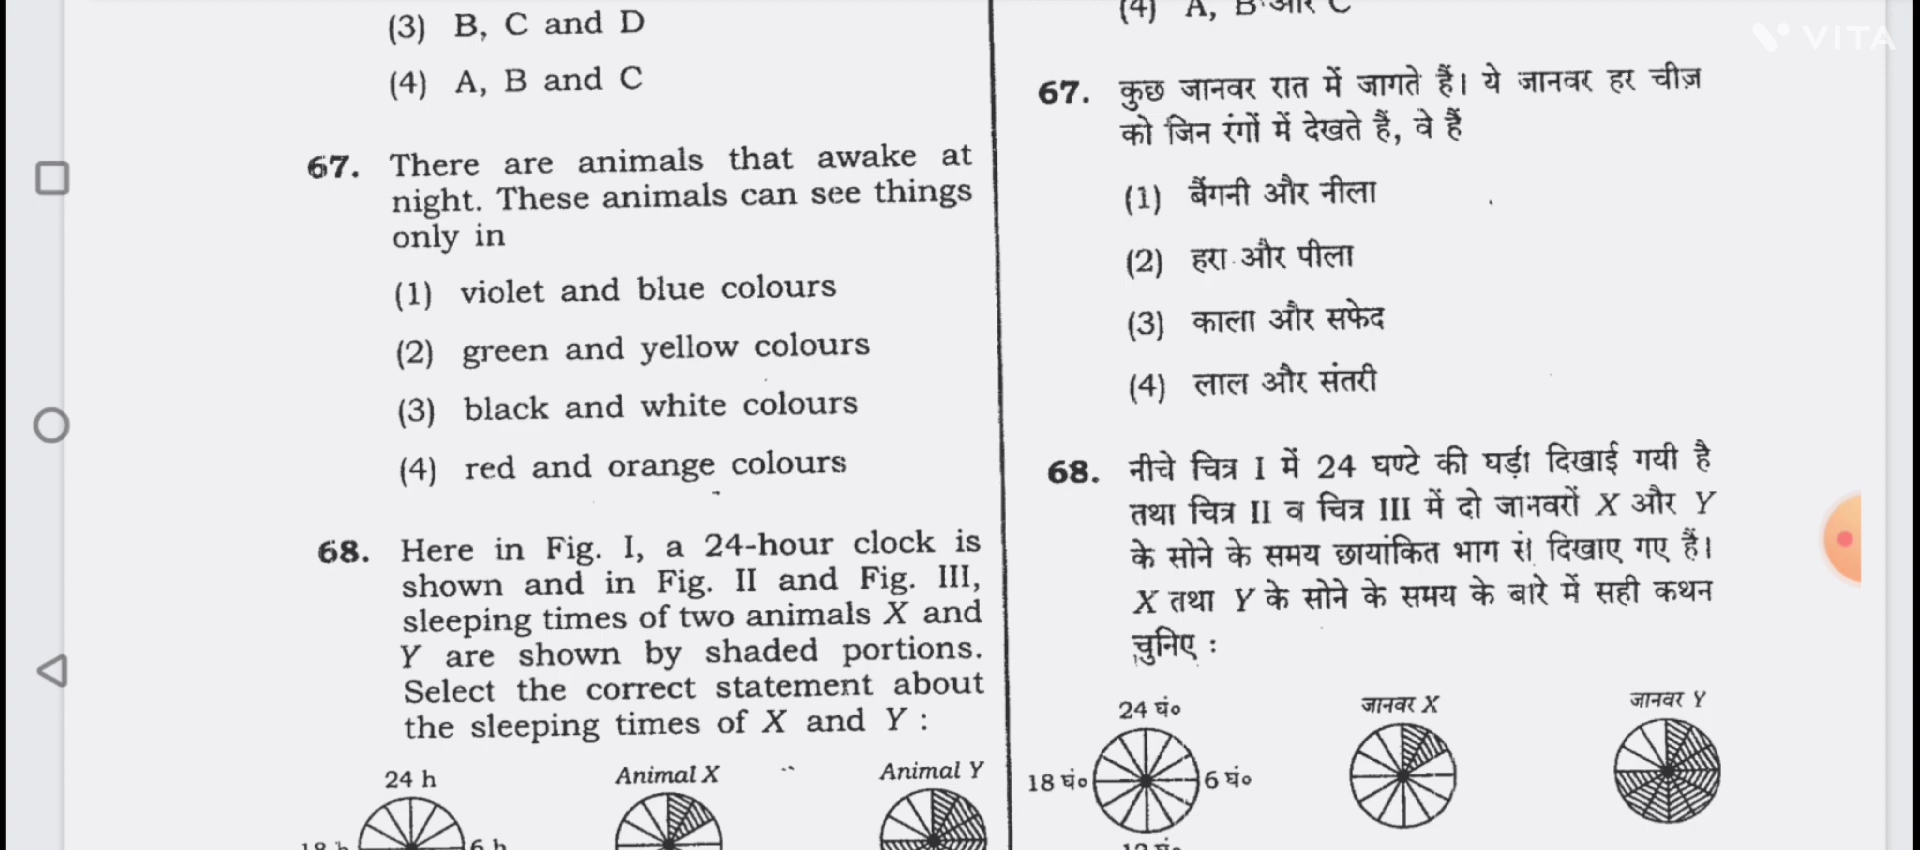 (3) B, C and D
(4) A, B and C
67. There are animals that awake at
night. These animals can see things
only in
(1) violet and blue colours
(2) green and yellow colours
(3) black and white colours
(4) red and orange colours
68. Here in Fig. I, a 24-hour clock is
shown and in Fig. II and Fig. III,
sleeping times of two animals X and
Y are shown by shaded portions.
Select the correct statement about
the sleeping times of X and Y :
24 h
Animal X
Animal Y
18 h
6 h
(4) A, B और C
67. कुछ जानवर रात में जागते हैं। ये जानवर हर चीज़
को जिन रंगों में देखते हैं, वे हैं
(1) बैंगनी और नीला
(2) हरा और पीला
(3) काला और सफेद
(4) लाल और संतरी
68. नीचे चित्र I में 24 घण्टे की घड़ी दिखाई गयी है
तथा चित्र II व चित्र III में दो जानवरों X और Y
के सोने के समय छायांकित भाग से दिखाए गए हैं।
X तथा Y के सोने के समय के बारे में सही कथन
चुनिए :
24 घं०
जानवर X
जानवर Y
18 घं०
6 घं०
12 घं०
VITA